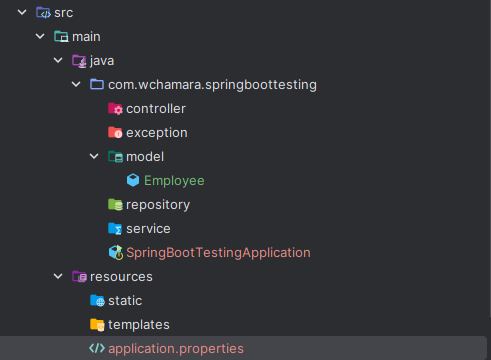 src
main
java
com.wchamara.springboottesting
controller
exception
model
Employee
repository
service
SpringBootTestingApplication
resources
static
templates
application.properties